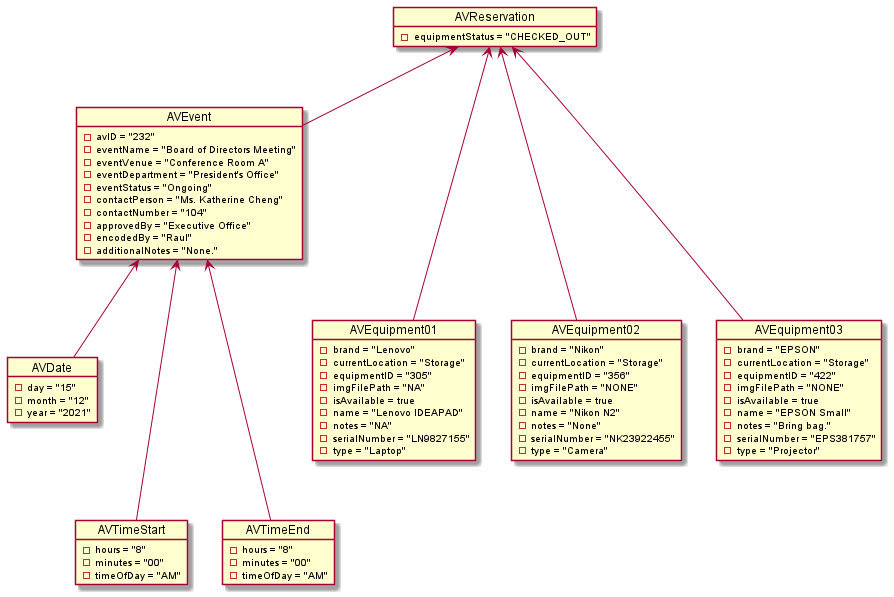 AVReservation
equipmentStatus = "CHECKED_OUT"
AVEvent
avID = "232"
eventName = "Board of Directors Meeting"
eventVenue = "Conference Room A"
eventDepartment = "President's Office"
eventStatus = "Ongoing"
contactPerson = "Ms. Katherine Cheng"
contactNumber = "104"
approvedBy = "Executive Office"
encodedBy = "Raul"
additionalNotes = "None."
AVEquipment01
brand = "Lenovo"
currentLocation = "Storage"
equipmentID = "305"
imgFilePath = "NA"
isAvailable = true
name = "Lenovo IDEAPAD"
notes = "NA"
serialNumber = "LN9827155"
type = "Laptop"
AVEquipment02
brand = "Nikon"
currentLocation = "Storage"
equipmentID = "356"
imgFilePath = "NONE"
isAvailable = true
name = "Nikon N2"
notes = "None"
serialNumber = "NK23922455"
type = "Camera"
AVEquipment03
brand = "EPSON"
currentLocation = "Storage"
equipmentID = "422"
imgFilePath = "NONE"
isAvailable = true
name = "EPSON Small"
notes = "Bring bag."
serialNumber = "EPS381757"
type = "Projector"
AVDate
day = "15"
month = "12"
year = "2021"
AVTimeStart
hours = "8"
minutes = "00"
timeOfDay = "AM"
AVTimeEnd
hours = "8"
minutes = "00"
timeOfDay = "AM"